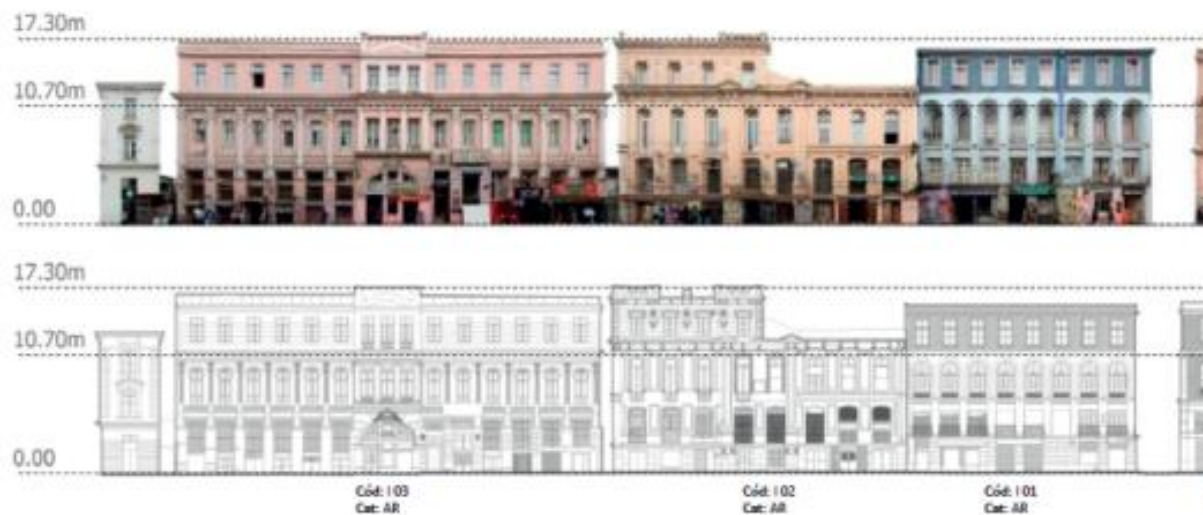 17.30m
10.70m
0.00
17.30m
10.70m
0.00
Cód: I 03
Cat: AR
Cód: I 02
Cat: AR
Cód: I 01
Cat: AR